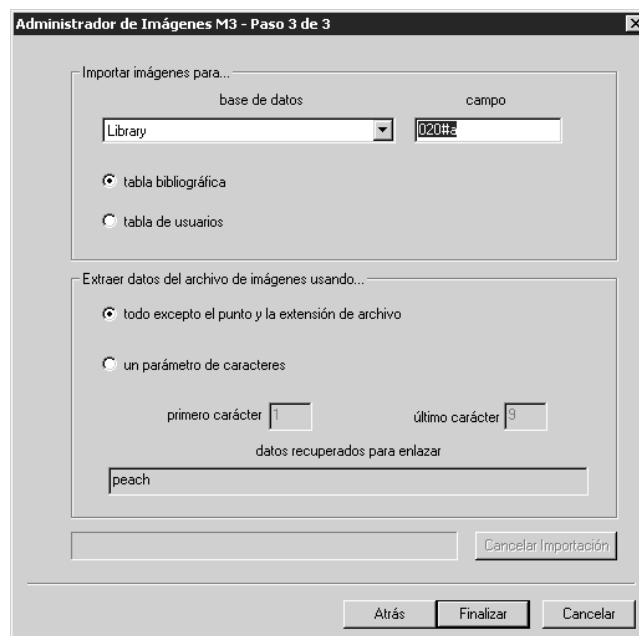 Administrador de Imágenes M3 - Paso 3 de 3
Importar imágenes para...
base de datos campo
Library 020#a
tabla bibliográfica
tabla de usuarios
Extraer datos del archivo de imágenes usando...
todo excepto el punto y la extensión de archivo
un parámetro de caracteres
primero carácter 1 último carácter 9
datos recuperados para enlazar
peach
Cancelar Importación
Atrás Finalizar Cancelar